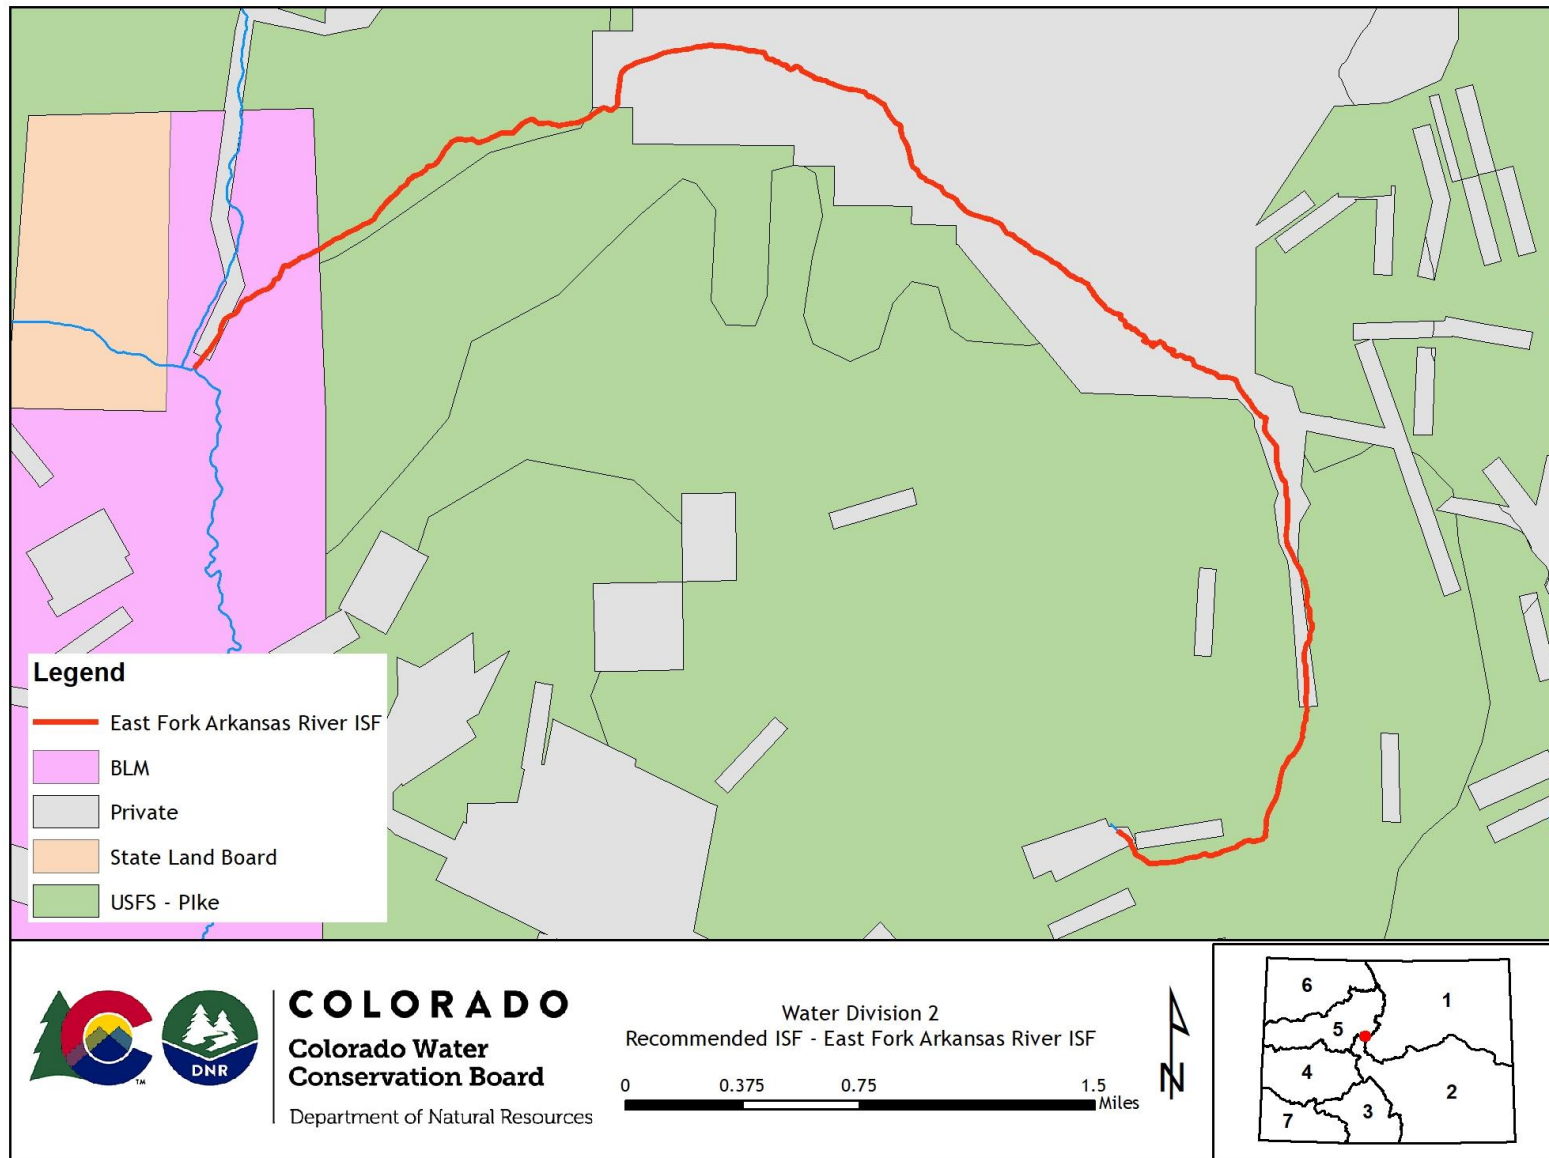 Legend
East Fork Arkansas River ISF
BLM
Private
State Land Board
USFS - PIke
TM
DNR
COLORADO
Colorado Water
Conservation Board
Department of Natural Resources
Water Division 2
Recommended ISF - East Fork Arkansas River ISF
0 0.375 0.75 1.5
Miles
N
6
1
5
4
2
3
7